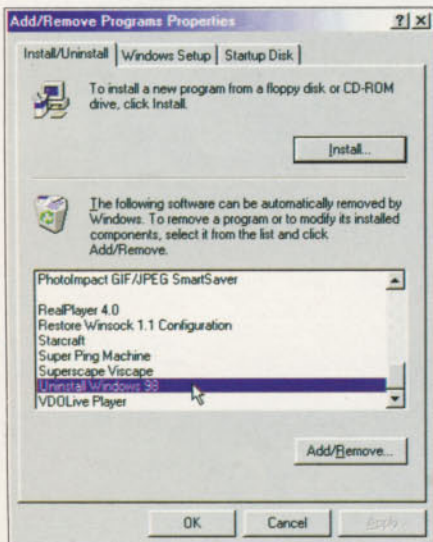 Add/Remove Programs Properties
Install/Uninstall
Windows Setup
Startup Disk
To install a new program from a floppy disk or CD-ROM
drive, click Install.
Install...
The following software can be automatically removed by
Windows. To remove a program or to modify its installed
components, select it from the list and click
Add/Remove.
PhotoImpact GIF/JPEG SmartSaver
RealPlayer 4.0
Restore Winsock 1.1 Configuration
Starcraft
Super Ping Machine
Superscape Viscape
Uninstall Windows 98
VDOLive Player
Add/Remove...
OK
Cancel
Apply